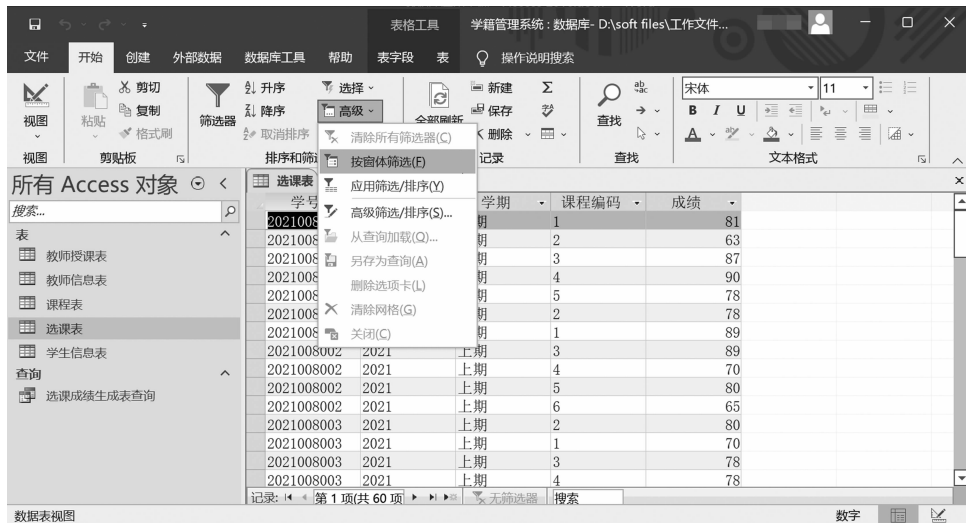 表格工具 学籍管理系统 : 数据库- D:\soft files\工作文件...
文件 开始 创建 外部数据 数据库工具 帮助 表字段 表 操作说明搜索
视图
粘贴
剪切
复制
格式刷
筛选器
升序
降序
取消排序
选择
高级
全部刷新
新建
保存
删除
查找
宋体 11
B I U
A
视图 剪贴板 排序和筛 记录 查找 文本格式
清除所有筛选器(C)
按窗体筛选(F)
应用筛选/排序(Y)
高级筛选/排序(S)...
从查询加载(Q)...
另存为查询(A)
删除选项卡(L)
清除网格(G)
关闭(C)
所有 Access 对象
搜索...
表
教师授课表
教师信息表
课程表
选课表
学生信息表
查询
选课成绩生成表查询
选课表
学号 学期 课程编码 成绩
2021008 期 1 81
2021008 期 2 63
2021008 期 3 87
2021008 期 4 90
2021008 期 5 78
2021008 期 2 78
2021008 期 1 89
2021008002 2021 上期 3 89
2021008002 2021 上期 4 70
2021008002 2021 上期 5 80
2021008002 2021 上期 6 65
2021008003 2021 上期 2 80
2021008003 2021 上期 1 70
2021008003 2021 上期 3 78
2021008003 2021 上期 4 78
记录: 第 1 项(共 60 项 无筛选器 搜索
数据表视图 数字